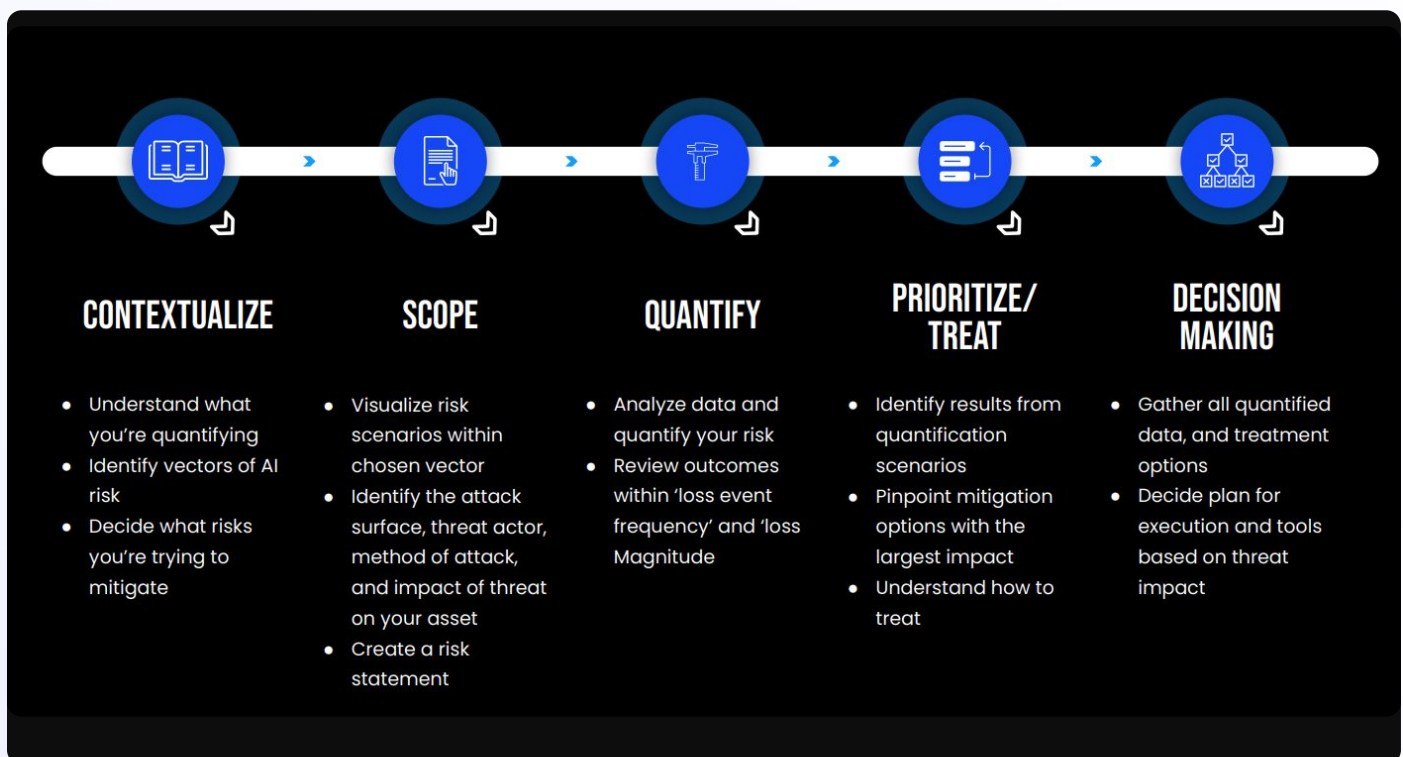 CONTEXTUALIZE
● Understand what
you’re quantifying
● Identify vectors of AI
risk
● Decide what risks
you’re trying to
mitigate
SCOPE
● Visualize risk
scenarios within
chosen vector
● Identify the attack
surface, threat actor,
method of attack,
and impact of threat
on your asset
● Create a risk
statement
QUANTIFY
● Analyze data and
quantify your risk
● Review outcomes
within ‘loss event
frequency’ and ‘loss
Magnitude
PRIORITIZE/
TREAT
● Identify results from
quantification
scenarios
● Pinpoint mitigation
options with the
largest impact
● Understand how to
treat
DECISION
MAKING
● Gather all quantified
data, and treatment
options
● Decide plan for
execution and tools
based on threat
impact